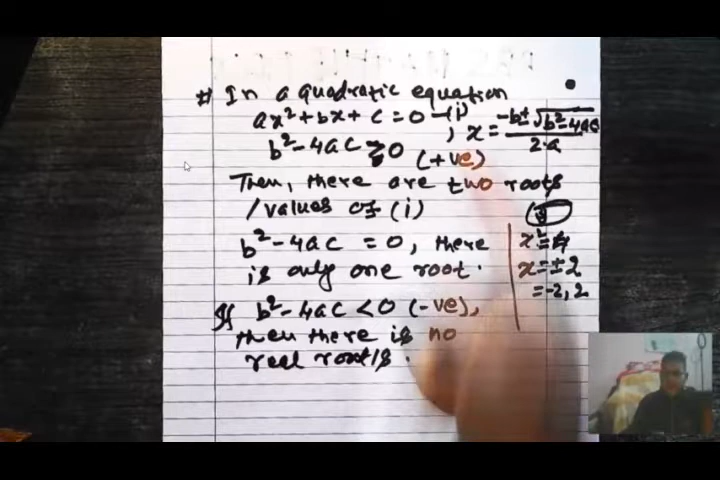 # In a quadratic equation
ax² + bx + c = 0 —(i)
, x = -b ± √b² - 4ac / 2·a
b² - 4ac > 0 (+ve)
Then, there are two roots
/values of (i)
b² - 4ac = 0, there
is only one root.
If b² - 4ac < 0 (-ve),
then there is no
real root/s.
x² = 4
x = ± 2
= -2, 2